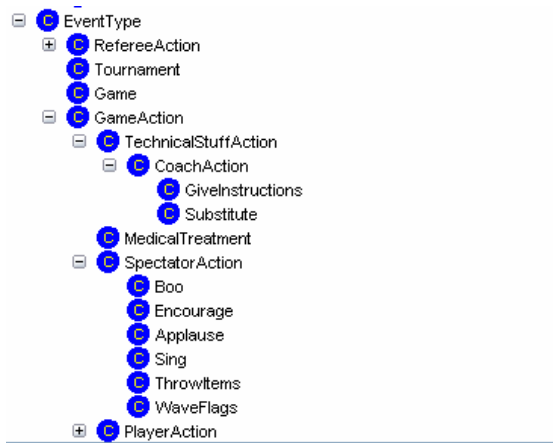 C EventType
C RefereeAction
C Tournament
C Game
C GameAction
C TechnicalStuffAction
C CoachAction
C GiveInstructions
C Substitute
C MedicalTreatment
C SpectatorAction
C Boo
C Encourage
C Applause
C Sing
C ThrowItems
C WaveFlags
C PlayerAction